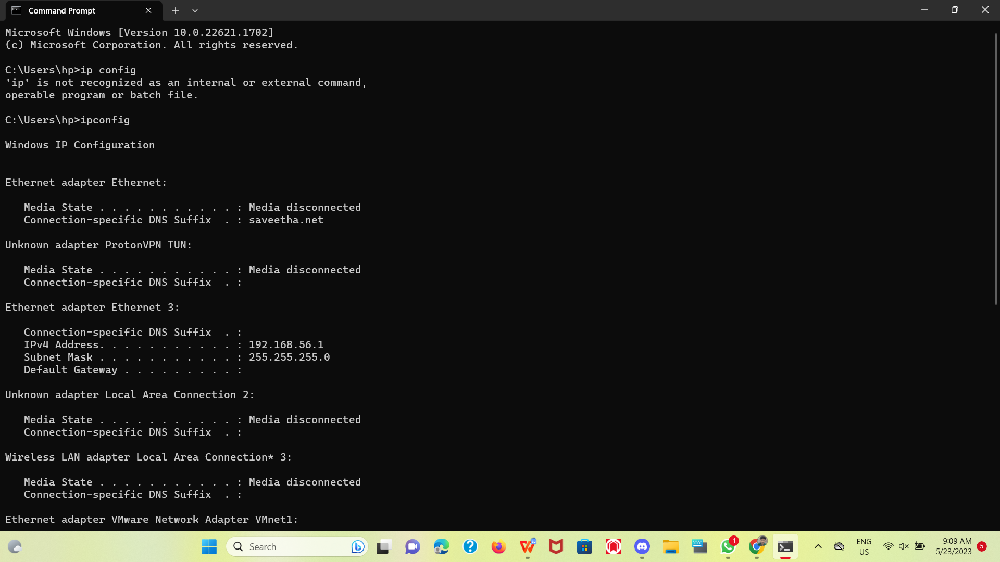 Command Prompt
Microsoft Windows [Version 10.0.22621.1702]
(c) Microsoft Corporation. All rights reserved.
C:\Users\hp>ip config
'ip' is not recognized as an internal or external command,
operable program or batch file.
C:\Users\hp>ipconfig
Windows IP Configuration
Ethernet adapter Ethernet:
Media State . . . . . . . . . . . : Media disconnected
Connection-specific DNS Suffix  . : saveetha.net
Unknown adapter ProtonVPN TUN:
Media State . . . . . . . . . . . : Media disconnected
Connection-specific DNS Suffix  . :
Ethernet adapter Ethernet 3:
Connection-specific DNS Suffix  . :
IPv4 Address. . . . . . . . . . . : 192.168.56.1
Subnet Mask . . . . . . . . . . . : 255.255.255.0
Default Gateway . . . . . . . . . :
Unknown adapter Local Area Connection 2:
Media State . . . . . . . . . . . : Media disconnected
Connection-specific DNS Suffix  . :
Wireless LAN adapter Local Area Connection* 3:
Media State . . . . . . . . . . . : Media disconnected
Connection-specific DNS Suffix  . :
Ethernet adapter VMware Network Adapter VMnet1:
Search
1
ENG
US
9:09 AM
5/23/2023
5